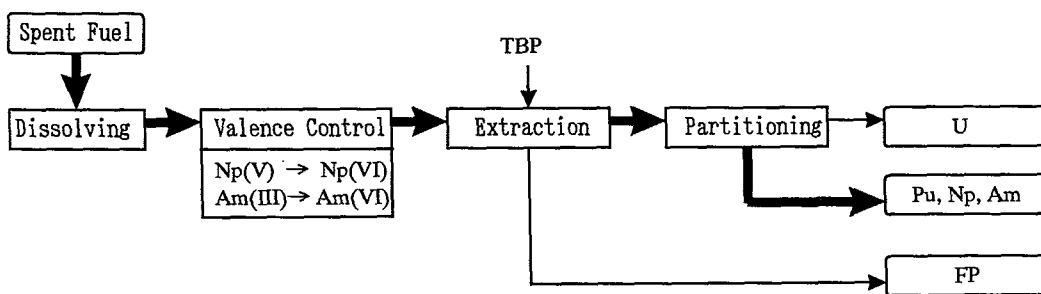 Spent Fuel
TBP
Dissolving
Valence Control
Extraction
Partitioning
U
Np(V) → Np(VI)
Am(III) → Am(VI)
Pu, Np, Am
FP